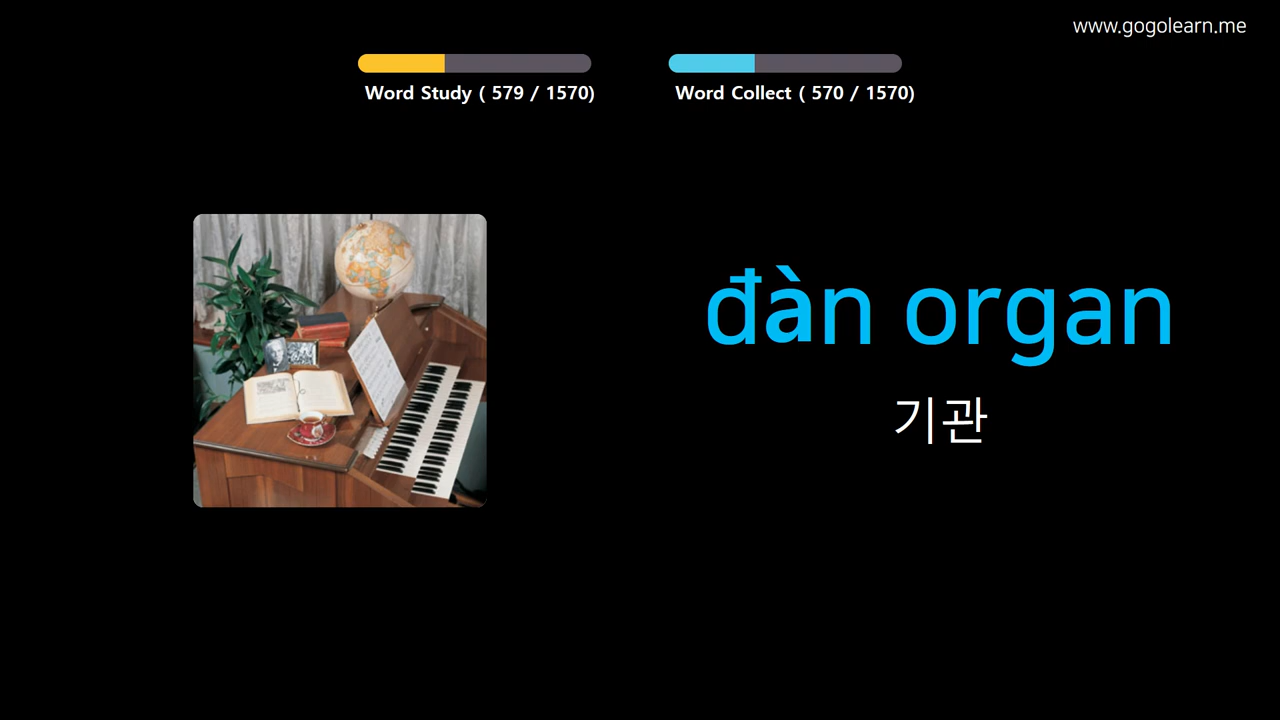 www.gogolearn.me
Word Study ( 579 / 1570)
Word Collect ( 570 / 1570)
đàn organ
기관